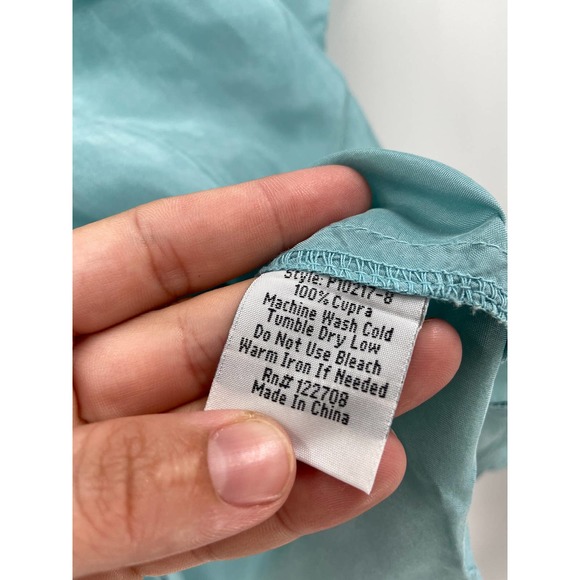 Style: P10217-8
100% Cupra
Machine Wash Cold
Tumble Dry Low
Do Not Use Bleach
Warm Iron If Needed
Rn# 122708
Made In China